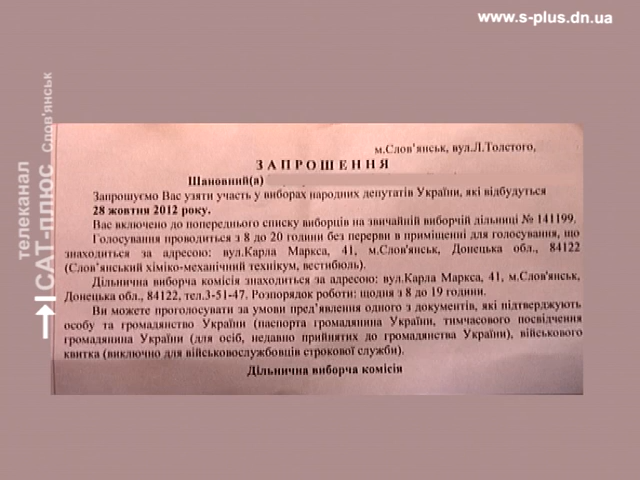 www.s-plus.dn.ua
телеканал
САТ-плюс Слов'янськ
м.Слов'янськ, вул.Л.Толстого,
ЗАПРОШЕННЯ
Шановний(а)
Запрошуємо Вас узяти участь у виборах народних депутатів України, які відбудуться
28 жовтня 2012 року.
Вас включено до попереднього списку виборців на звичайній виборчій дільниці № 141199.
Голосування проводиться з 8 до 20 години без перерви в приміщенні для голосування, що
знаходиться за адресою: вул.Карла Маркса, 41, м.Слов'янськ, Донецька обл., 84122
(Слов"янський хіміко-механічний технікум, вестибюль).
Дільнична виборча комісія знаходиться за адресою: вул.Карла Маркса, 41, м.Слов'янськ,
Донецька обл., 84122, тел.3-51-47. Розпорядок роботи: щодня з 8 до 19 години.
Ви можете проголосувати за умови пред’явлення одного з документів, які підтверджують
особу та громадянство України (паспорта громадянина України, тимчасового посвідчення
громадянина України (для осіб, недавно прийнятих до громадянства України), військового
квитка (виключно для військовослужбовців строкової служби).
Дільнична виборча комісія